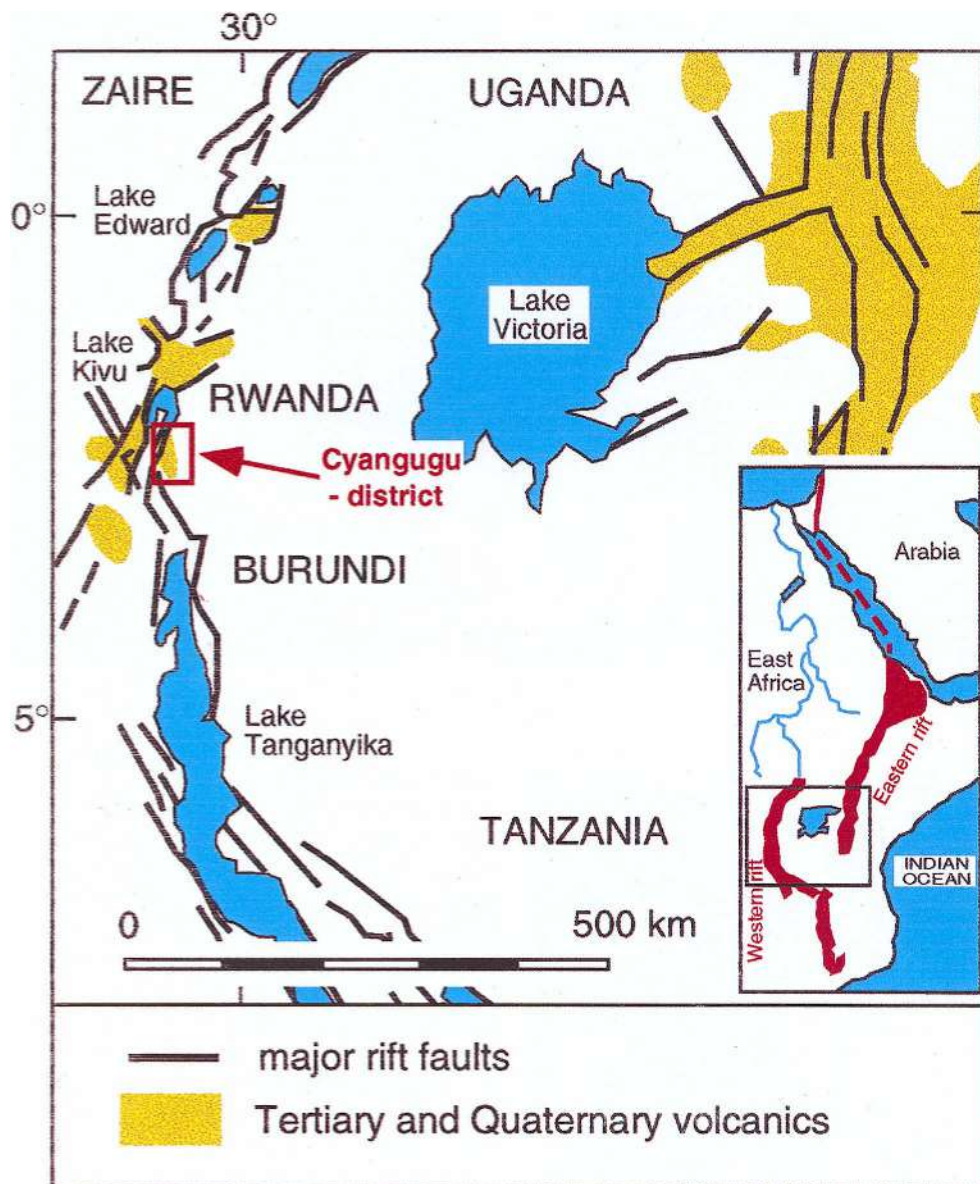 30°
ZAIRE
UGANDA
Lake
Edward
0°
Lake
Victoria
Lake
Kivu
RWANDA
Cyangugu
- district
BURUNDI
Arabia
East
Africa
5°
Lake
Tanganyika
Eastern rift
TANZANIA
INDIAN
OCEAN
Western rift
0
500 km
major rift faults
Tertiary and Quaternary volcanics